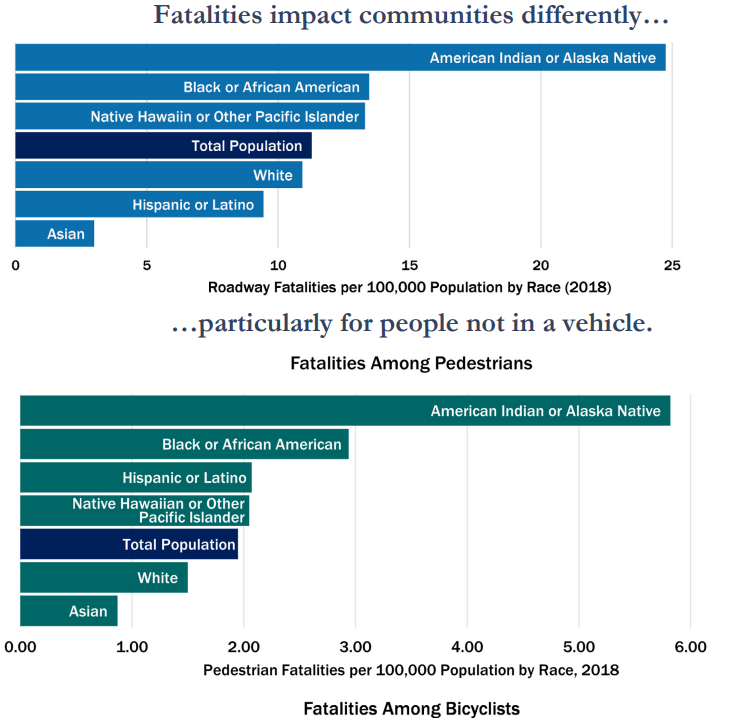 Fatalities impact communities differently…
American Indian or Alaska Native
Black or African American
Native Hawaiin or Other Pacific Islander
Total Population
White
Hispanic or Latino
Asian
0 5 10 15 20 25
Roadway Fatalities per 100,000 Population by Race (2018)
…particularly for people not in a vehicle.
Fatalities Among Pedestrians
American Indian or Alaska Native
Black or African American
Hispanic or Latino
Native Hawaiian or Other
Pacific Islander
Total Population
White
Asian
0.00 1.00 2.00 3.00 4.00 5.00 6.00
Pedestrian Fatalities per 100,000 Population by Race, 2018
Fatalities Among Bicyclists